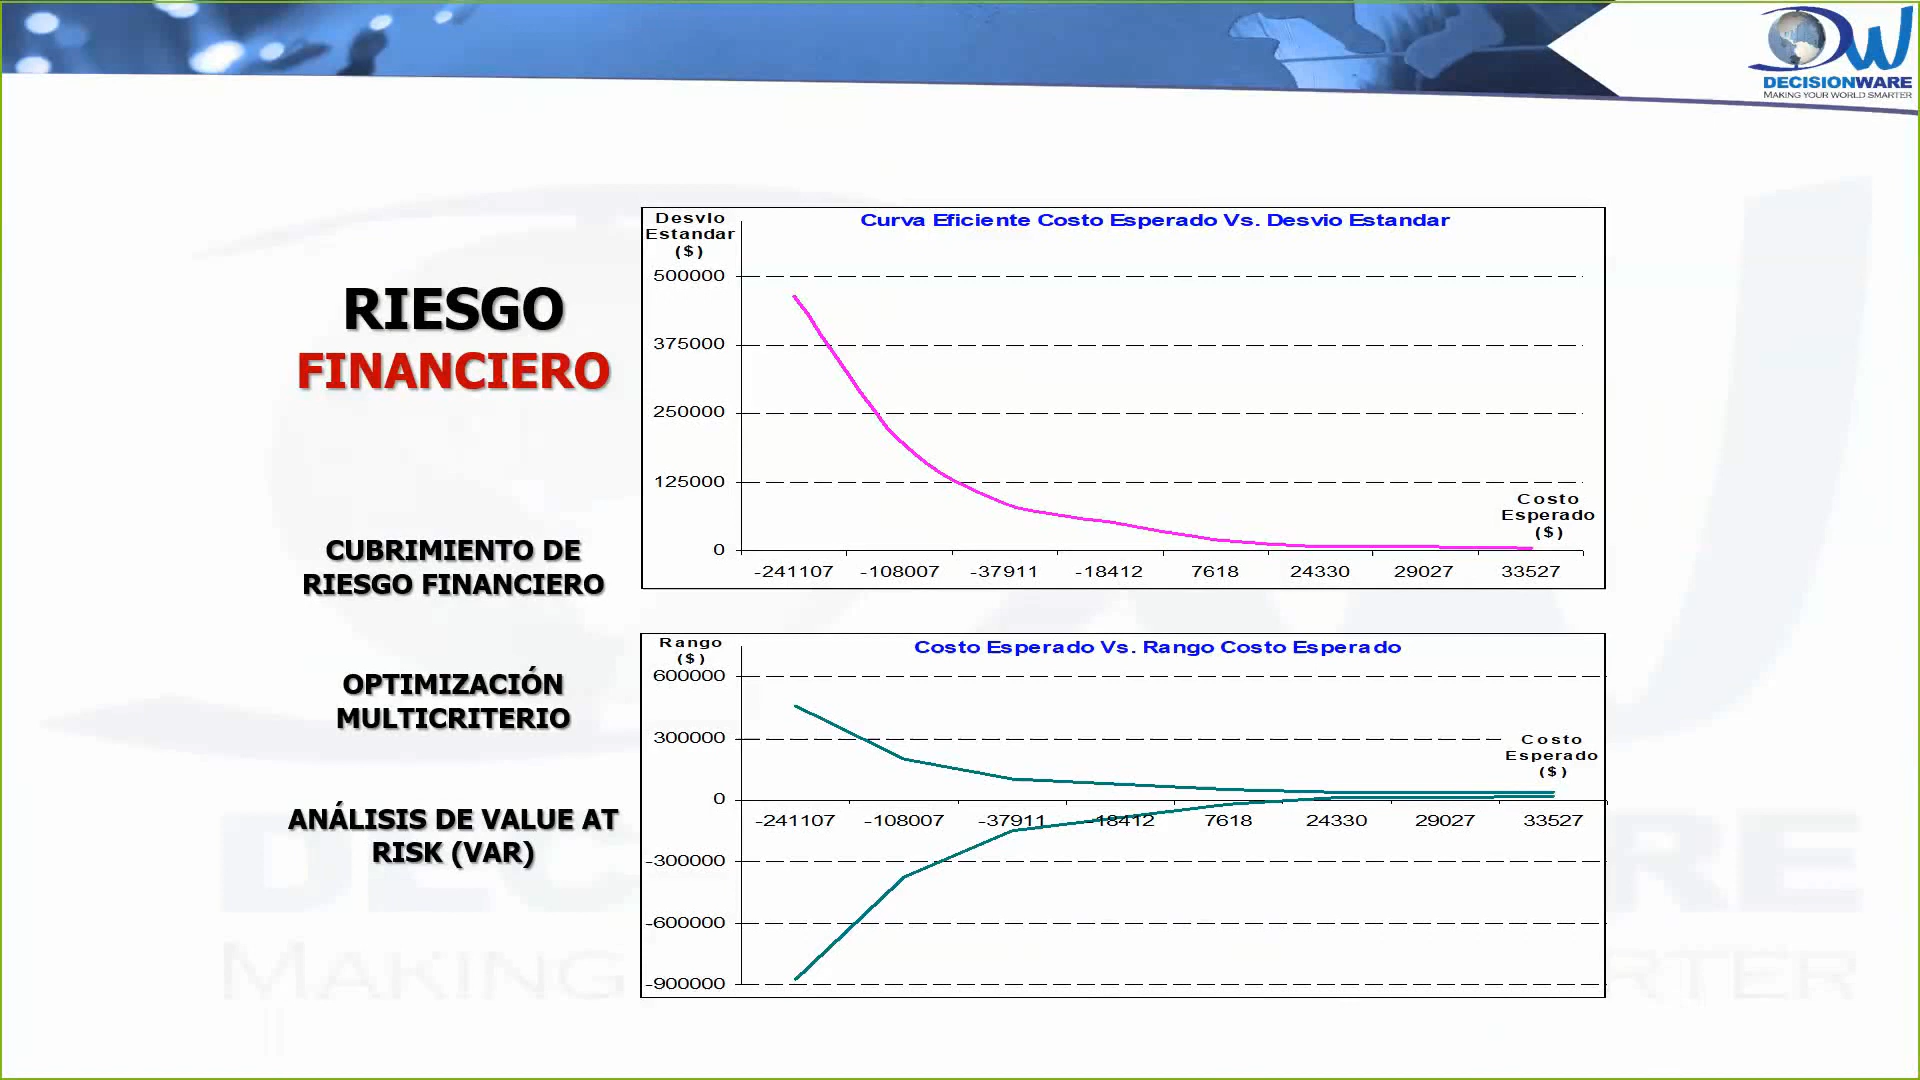 DW
DECISIONWARE
MAKING YOUR WORLD SMARTER
RIESGO
FINANCIERO
CUBRIMIENTO DE
RIESGO FINANCIERO
OPTIMIZACIÓN
MULTICRITERIO
ANÁLISIS DE VALUE AT
RISK (VAR)
Curva Eficiente Costo Esperado Vs. Desvio Estandar
Desvio
Estandar
($)
500000
375000
250000
125000
0
Costo
Esperado
($)
-241107 -108007 -37911 -18412 7618 24330 29027 33527
Costo Esperado Vs. Rango Costo Esperado
Rango
($)
600000
300000
0
-300000
-600000
-900000
Costo
Esperado
($)
-241107 -108007 -37911 -18412 7618 24330 29027 33527